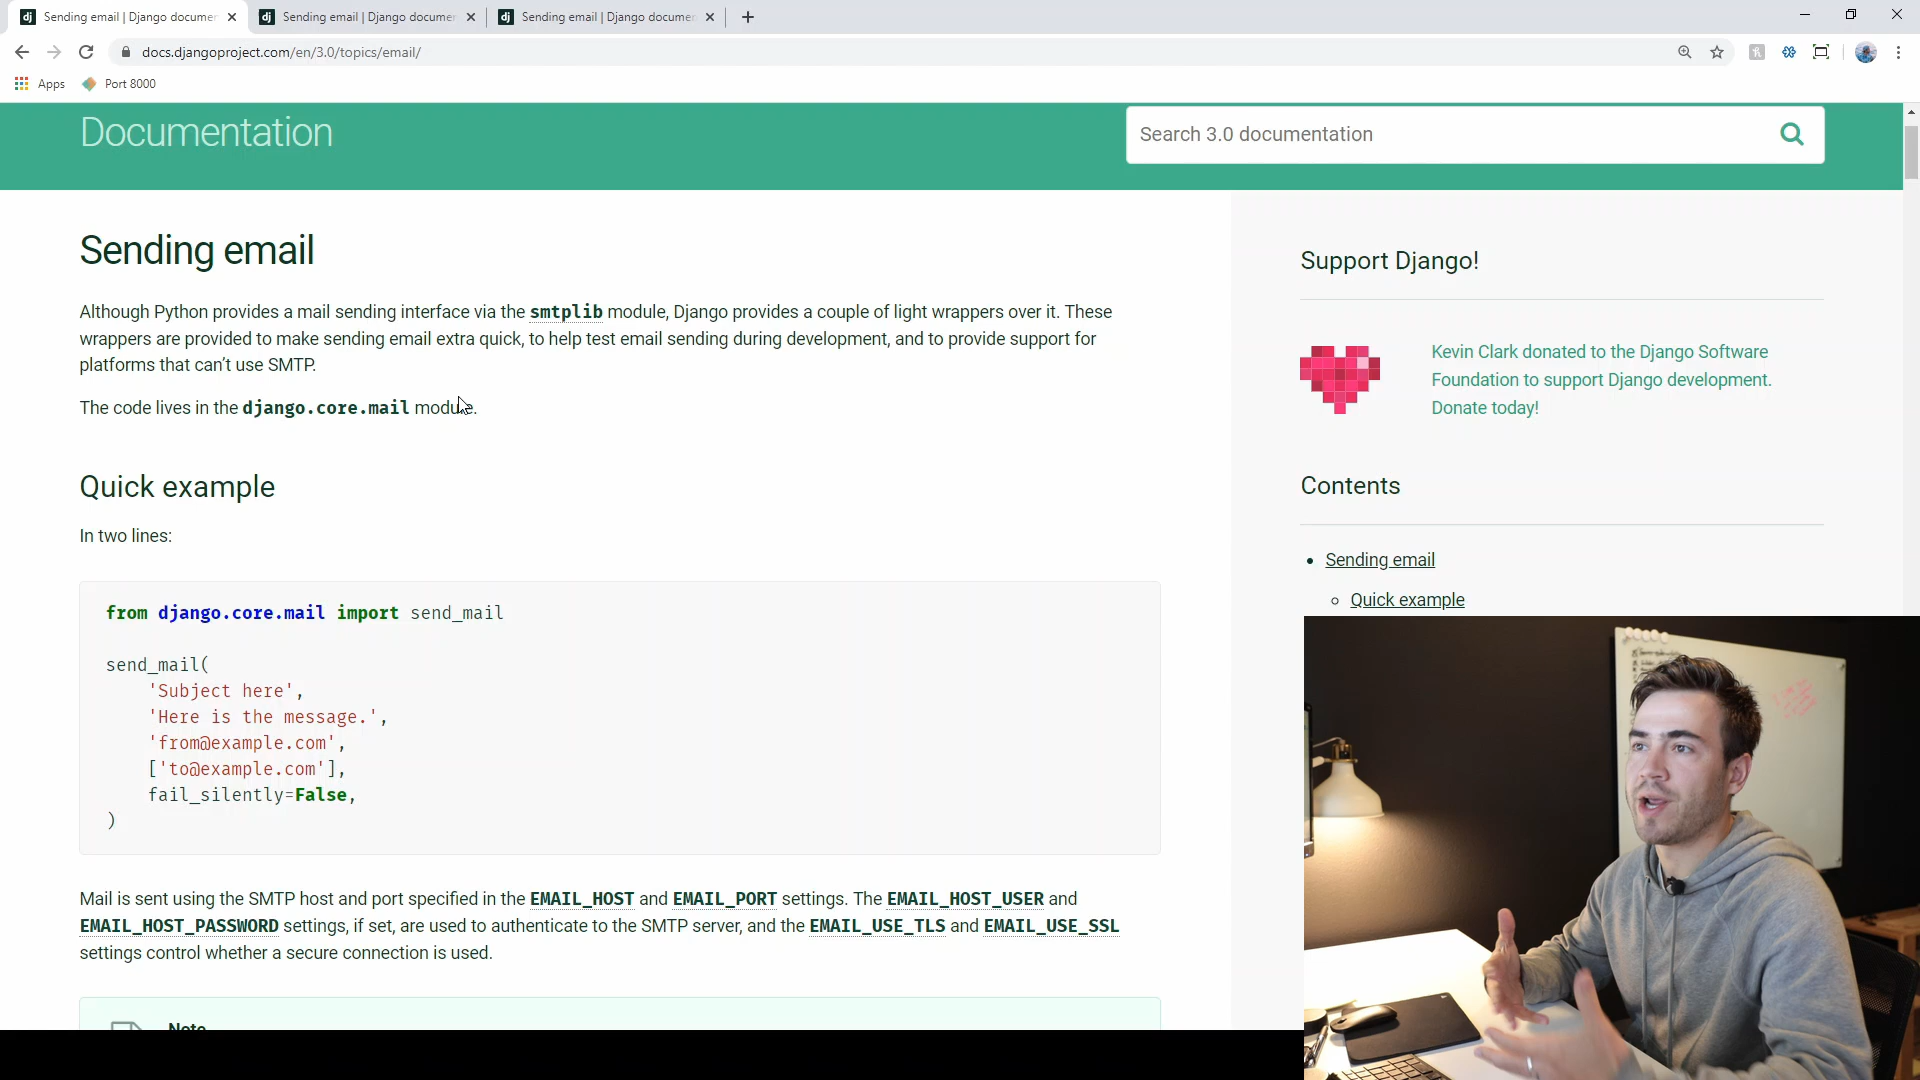 Sending email | Django documen
Sending email | Django documen
Sending email | Django documen
docs.djangoproject.com/en/3.0/topics/email/
Apps
Port 8000
Documentation
Search 3.0 documentation
Sending email
Although Python provides a mail sending interface via the smtplib module, Django provides a couple of light wrappers over it. These
wrappers are provided to make sending email extra quick, to help test email sending during development, and to provide support for
platforms that can’t use SMTP.
The code lives in the django.core.mail module.
Quick example
In two lines:
from django.core.mail import send_mail
send_mail(
'Subject here',
'Here is the message.',
'from@example.com',
['to@example.com'],
fail_silently=False,
)
Mail is sent using the SMTP host and port specified in the EMAIL_HOST and EMAIL_PORT settings. The EMAIL_HOST_USER and
EMAIL_HOST_PASSWORD settings, if set, are used to authenticate to the SMTP server, and the EMAIL_USE_TLS and EMAIL_USE_SSL
settings control whether a secure connection is used.
Note
Support Django!
Kevin Clark donated to the Django Software
Foundation to support Django development.
Donate today!
Contents
Sending email
Quick example